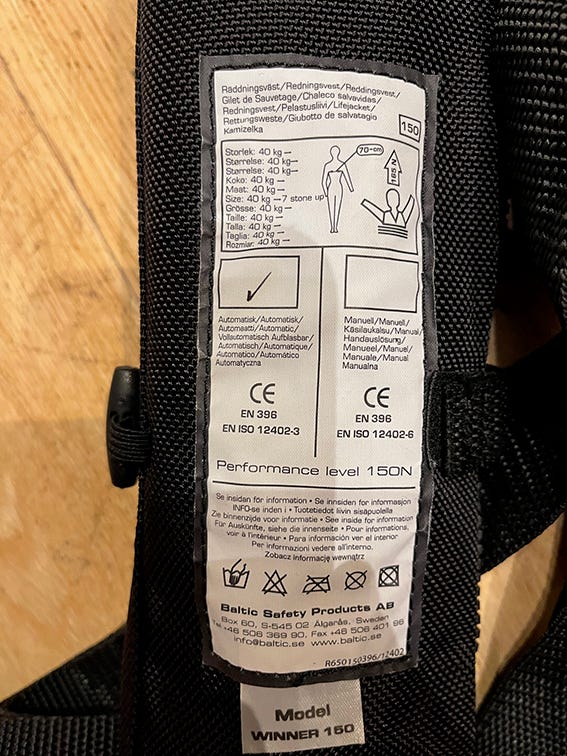 Räddningsväst/Redningsvest/Reddingsvest/
Gilet de Sauvetage/Chaleco salvavidas/
Redningsvest/Pelastusliivi/Lifejacket/
Rettungsweste/Giubotto de salvatagio
Kamizelka
150
Storlek: 40 kg–
Størrelse: 40 kg–
Størrelse: 40 kg–
Koko: 40 kg–
Maat: 40 kg–
Size: 40 kg –7 stone up
Grösse: 40 kg –
Taille: 40 kg –
Talla: 40 kg –
Taglia: 40 kg –
Rozmiar: 40 kg –
70-cm
165 N
Automatisk/Automatisk/
Automaatti/Automatic/
Vollautomatisch Aufblasbar/
Automatisch/Automatique/
Automatico/Automático
Automatyczna
CE
EN 396
EN ISO 12402-3
Manuell/Manuell/
Käsilaukaisu/Manual/
Handauslösung/
Manueel/Manuel/
Manuale/Manual
Manualna
CE
EN 396
EN ISO 12402-6
Performance level 150N
Se insidan för information • Se innsiden for informasjon
INFO-se inden i • Tuotetiedot liivin sisäpuolella
Zie binnenzijde voor informatie • See inside for information
Für Auskünfte, siehe die innenseite • Pour informations,
voir à l'intérieur • Para información ver el interior
Per informazioni vedere all'interno.
Zobacz informację wewnątrz
Baltic Safety Products AB
Box 60, S-545 02 Älgarås, Sweden
Tel +46 506 369 90, Fax +46 506 401 96
info@baltic.se www.baltic.se
R650150396/12402
Model
WINNER 150